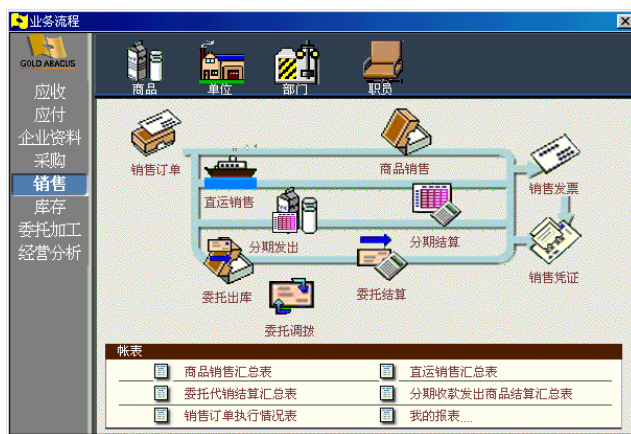 业务流程
GOLD ABACUS
商品 单位 部门 职员
应收
应付
企业资料
采购
销售
库存
委托加工
经营分析
销售订单 商品销售
直运销售 销售发票
分期发出 分期结算
委托出库 委托结算 销售凭证
委托调拨
帐表
商品销售汇总表 直运销售汇总表
委托代销结算汇总表 分期收款发出商品结算汇总表
销售订单执行情况表 我的报表....